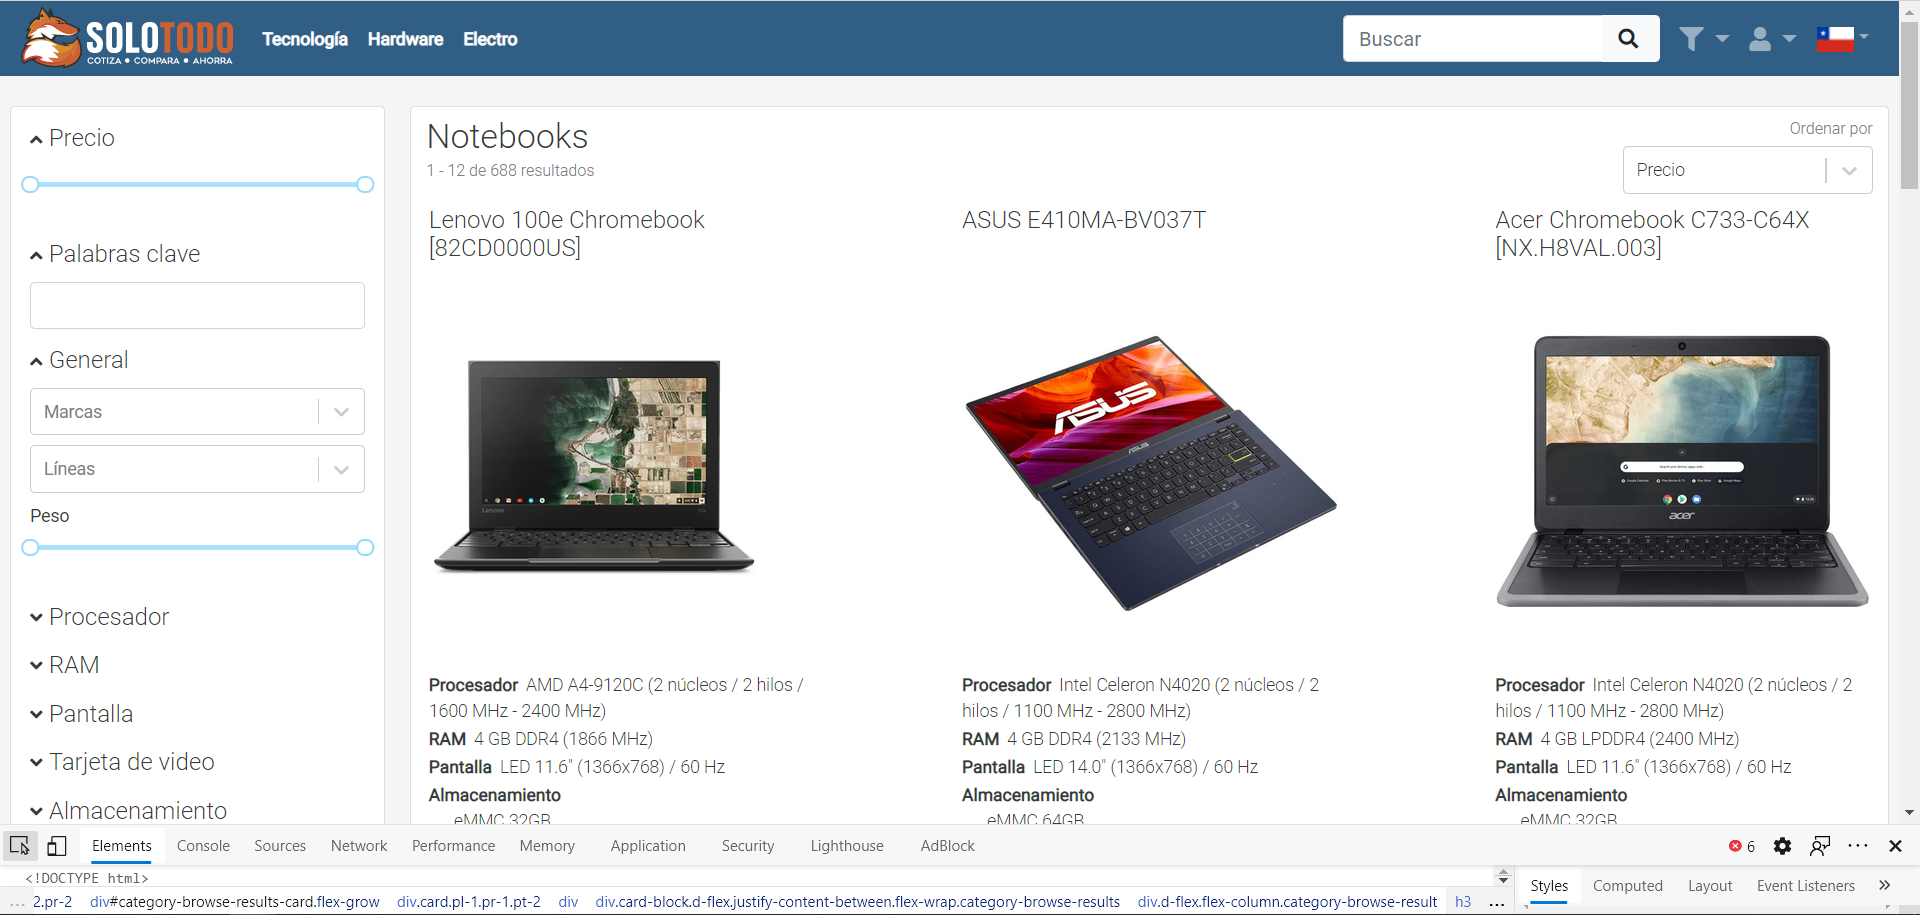 SOLOTODO
COTIZA • COMPARA • AHORRA
Tecnología Hardware Electro
Buscar
Precio
Palabras clave
General
Marcas
Líneas
Peso
Procesador
RAM
Pantalla
Tarjeta de video
Almacenamiento
Notebooks
1 - 12 de 688 resultados
Ordenar por
Precio
Lenovo 100e Chromebook
[82CD0000US]
Lenovo
Procesador AMD A4-9120C (2 núcleos / 2 hilos /
1600 MHz - 2400 MHz)
RAM 4 GB DDR4 (1866 MHz)
Pantalla LED 11.6" (1366x768) / 60 Hz
Almacenamiento
eMMC 32GB
ASUS E410MA-BV037T
ASUS
ASUS
Procesador Intel Celeron N4020 (2 núcleos / 2
hilos / 1100 MHz - 2800 MHz)
RAM 4 GB DDR4 (2133 MHz)
Pantalla LED 14.0" (1366x768) / 60 Hz
Almacenamiento
eMMC 64GB
Acer Chromebook C733-C64X
[NX.H8VAL.003]
acer
Procesador Intel Celeron N4020 (2 núcleos / 2
hilos / 1100 MHz - 2800 MHz)
RAM 4 GB LPDDR4 (2400 MHz)
Pantalla LED 11.6" (1366x768) / 60 Hz
Almacenamiento
eMMC 32GB
Elements Console Sources Network Performance Memory Application Security Lighthouse AdBlock 6
<!DOCTYPE html>
... 2.pr-2 div#category-browse-results-card.flex-grow div.card.pl-1.pr-1.pt-2 div div.card-block.d-flex.justify-content-between.flex-wrap.category-browse-results div.d-flex.flex-column.category-browse-result h3 ...
Styles Computed Layout Event Listeners